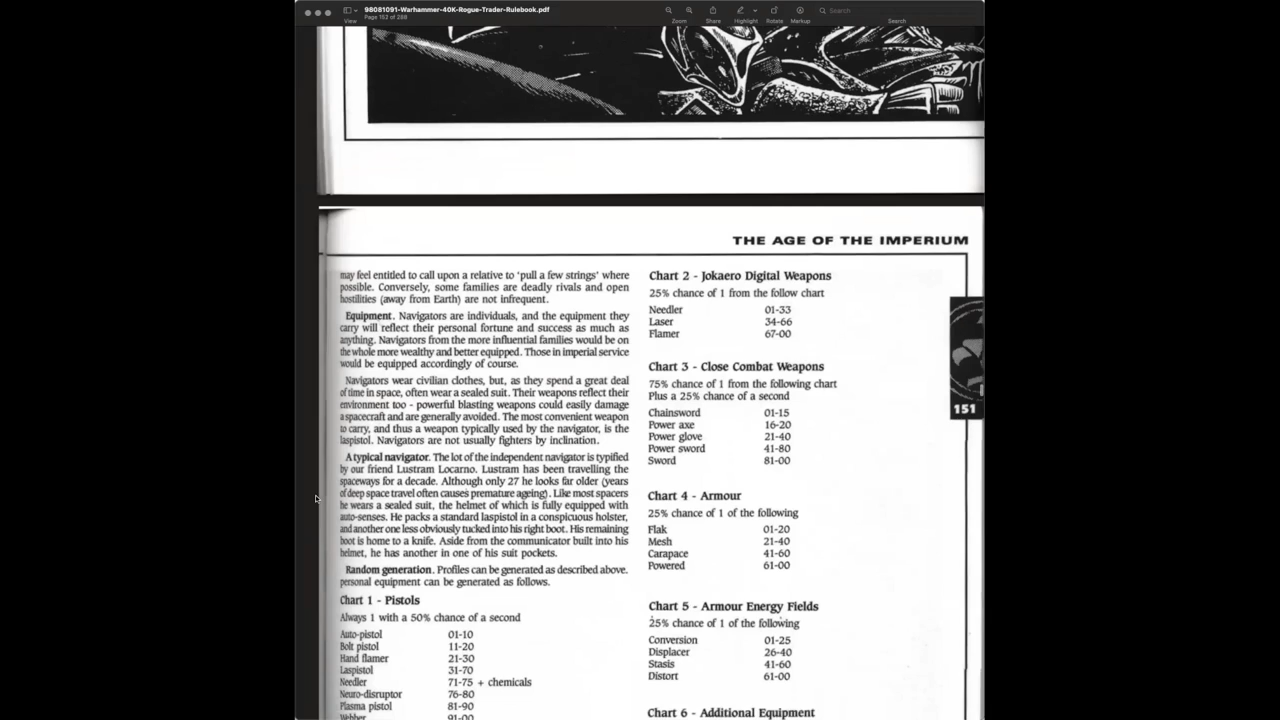 98081091-Warhammer-40K-Rogue-Trader-Rulebook.pdf
Page 152 of 288
View
Zoom
Share
Highlight
Rotate
Markup
Search
Search
THE AGE OF THE IMPERIUM
may feel entitled to call upon a relative to 'pull a few strings' where
possible. Conversely, some families are deadly rivals and open
hostilities (away from Earth) are not infrequent.
Equipment. Navigators are individuals, and the equipment they
carry will reflect their personal fortune and success as much as
anything. Navigators from the more influential families would be on
the whole more wealthy and better equipped. Those in imperial service
would be equipped accordingly of course.
Navigators wear civilian clothes, but, as they spend a great deal
of time in space, often wear a sealed suit. Their weapons reflect their
environment too - powerful blasting weapons could easily damage
a spacecraft and are generally avoided. The most convenient weapon
to carry, and thus a weapon typically used by the navigator, is the
laspistol. Navigators are not usually fighters by inclination.
A typical navigator. The lot of the independent navigator is typified
by our friend Lustram Locarno. Lustram has been travelling the
spaceways for a decade. Although only 27 he looks far older (years
of deep space travel often causes premature ageing). Like most spacers
he wears a sealed suit, the helmet of which is fully equipped with
auto-senses. He packs a standard laspistol in a conspicuous holster,
and another one less obviously tucked into his right boot. His remaining
boot is home to a knife. Aside from the communicator built into his
helmet, he has another in one of his suit pockets.
Random generation. Profiles can be generated as described above.
personal equipment can be generated as follows.
Chart 1 - Pistols
Always 1 with a 50% chance of a second
Auto-pistol 01-10
Bolt pistol 11-20
Hand flamer 21-30
Laspistol 31-70
Needler 71-75 + chemicals
Neuro-disruptor 76-80
Plasma pistol 81-90
Webber 91-00
Chart 2 - Jokaero Digital Weapons
25% chance of 1 from the follow chart
Needler 01-33
Laser 34-66
Flamer 67-00
Chart 3 - Close Combat Weapons
75% chance of 1 from the following chart
Plus a 25% chance of a second
Chainsword 01-15
Power axe 16-20
Power glove 21-40
Power sword 41-80
Sword 81-00
Chart 4 - Armour
25% chance of 1 of the following
Flak 01-20
Mesh 21-40
Carapace 41-60
Powered 61-00
Chart 5 - Armour Energy Fields
25% chance of 1 of the following
Conversion 01-25
Displacer 26-40
Stasis 41-60
Distort 61-00
Chart 6 - Additional Equipment
151